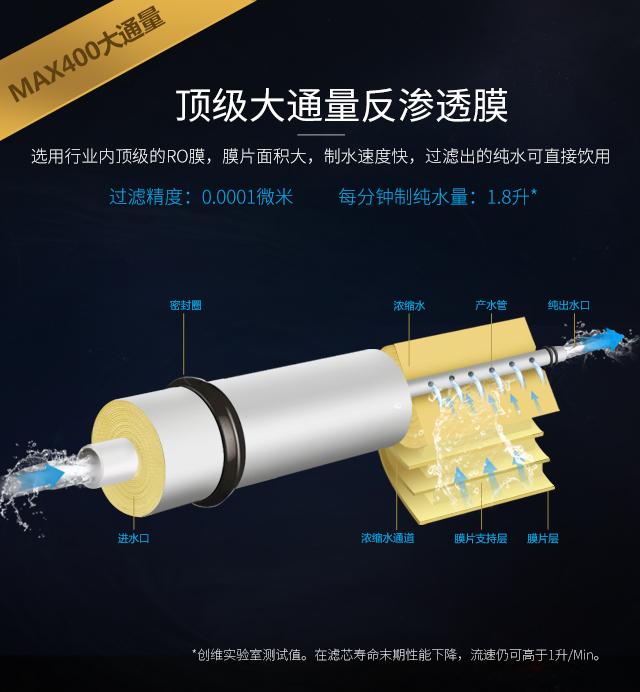 MAX400大通量
顶级大通量反渗透膜
选用行业内顶级的RO膜，膜片面积大，制水速度快，过滤出的纯水可直接饮用
过滤精度：0.0001微米 每分钟制纯水量：1.8升*
密封圈 浓缩水 产水管 纯出水口
进水口 浓缩水通道 膜片支持层 膜片层
*创维实验室测试值。在滤芯寿命末期性能下降，流速仍可高于1升/Min。